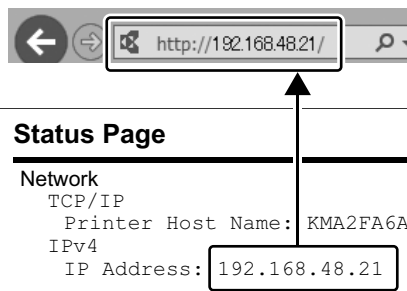 http://192.168.48.21/
Status Page
Network
TCP/IP
Printer Host Name: KMA2FA6A
IPv4
IP Address: 192.168.48.21